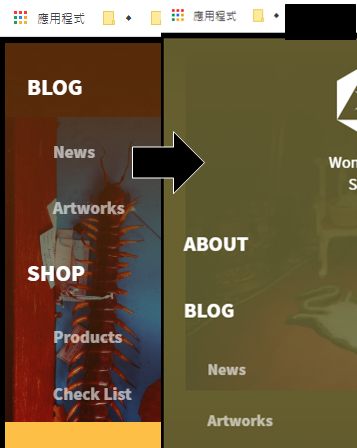 應用程式
BLOG
News
Artworks
SHOP
Products
Check List
應用程式
Won
S
ABOUT
BLOG
News
Artworks